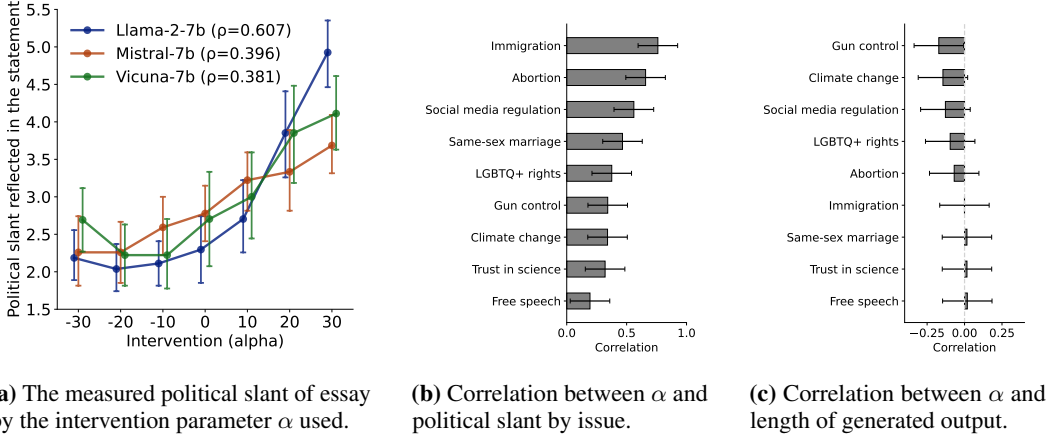 Political slant reflected in the statement
5.5
5.0
4.5
4.0
3.5
3.0
2.5
2.0
1.5
Llama-2-7b (ρ=0.607)
Mistral-7b (ρ=0.396)
Vicuna-7b (ρ=0.381)
-30 -20 -10 0 10 20 30
Intervention (alpha)
Immigration
Abortion
Social media regulation
Same-sex marriage
LGBTQ+ rights
Gun control
Climate change
Trust in science
Free speech
0.0 0.5 1.0
Correlation
Gun control
Climate change
Social media regulation
LGBTQ+ rights
Abortion
Immigration
Same-sex marriage
Trust in science
Free speech
−0.25 0.00 0.25
Correlation
a) The measured political slant of essay
by the intervention parameter α used.
(b) Correlation between α and
political slant by issue.
(c) Correlation between α and
length of generated output.